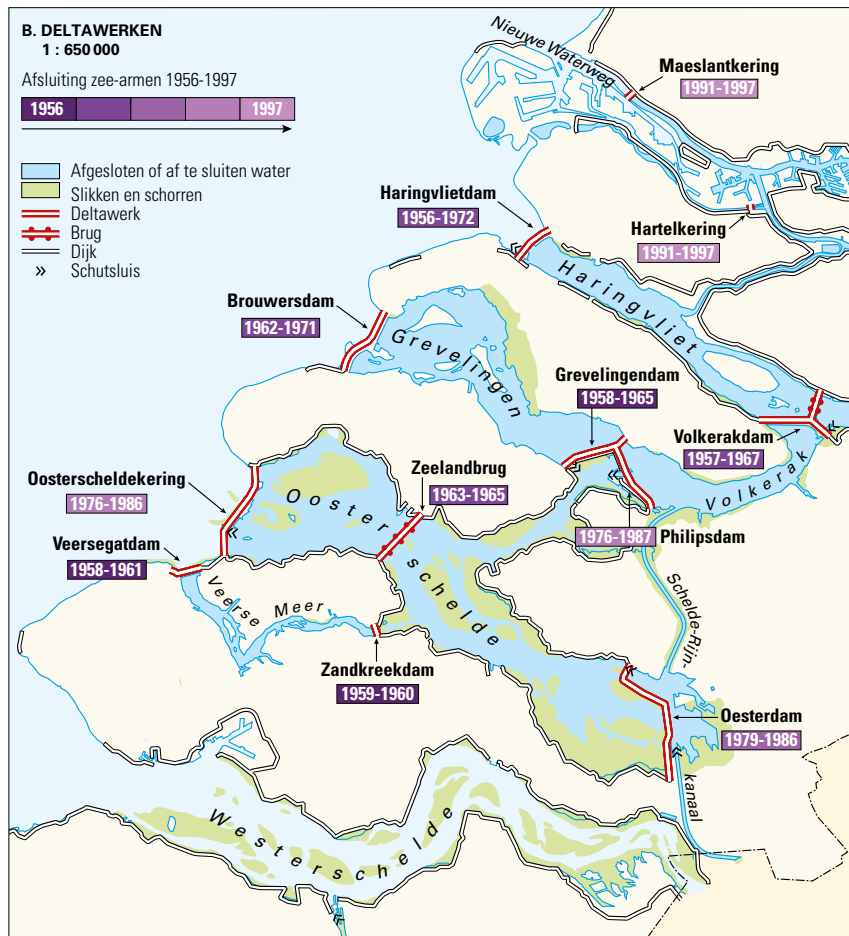 B. DELTAWERKEN
1 : 650 000
Afsluiting zee-armen 1956-1997
1956 1997
Afgesloten of af te sluiten water
Slikken en schorren
Deltawerk
Brug
Dijk
Schutsluis
Nieuwe Waterweg
Maeslantkering
1991-1997
Haringvlietdam
1956-1972
Hartelkering
1991-1997
Haringvliet
Brouwersdam
1962-1971
Grevelingen
Grevelingendam
1958-1965
Volkerakdam
1957-1967
Volkerak
Oosterscheldekering
1976-1986
Zeelandbrug
1963-1965
Ooster
schelde
1976-1987 Philipsdam
Veersegatdam
1958-1961
Veerse
Meer
Schelde-Rijn-
Zandkreekdam
1959-1960
Oesterdam
1979-1986
kanaal
Westerschelde